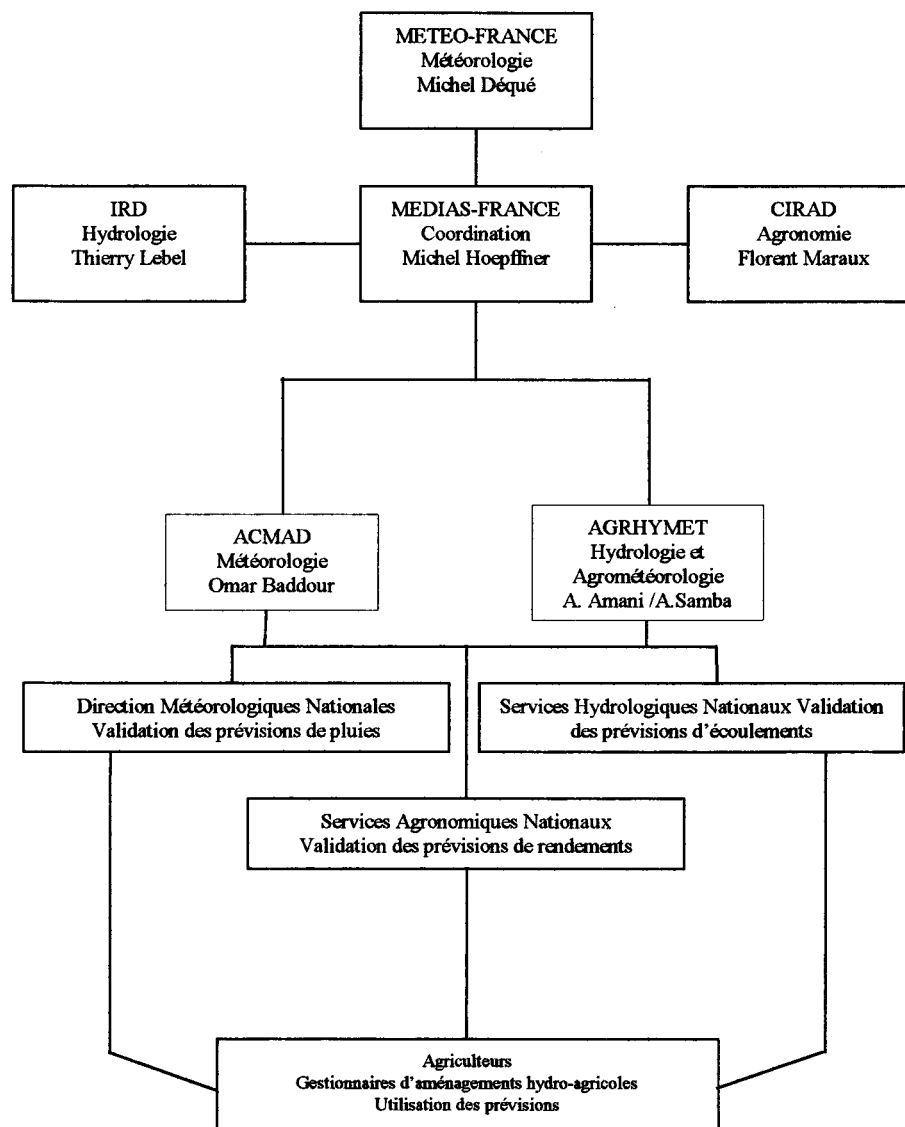 METEO-FRANCE
Météorologie
Michel Déqué
IRD
Hydrologie
Thierry Lebel
MEDIAS-FRANCE
Coordination
Michel Hoepffner
CIRAD
Agronomie
Florent Maraux
ACMAD
Météorologie
Omar Baddour
AGRHYMET
Hydrologie et
Agrométéorologie
A. Amani /A.Samba
Direction Météorologiques Nationales
Validation des prévisions de pluies
Services Hydrologiques Nationaux Validation
des prévisions d'écoulements
Services Agronomiques Nationaux
Validation des prévisions de rendements
Agriculteurs
Gestionnaires d'aménagements hydro-agricoles
Utilisation des prévisions